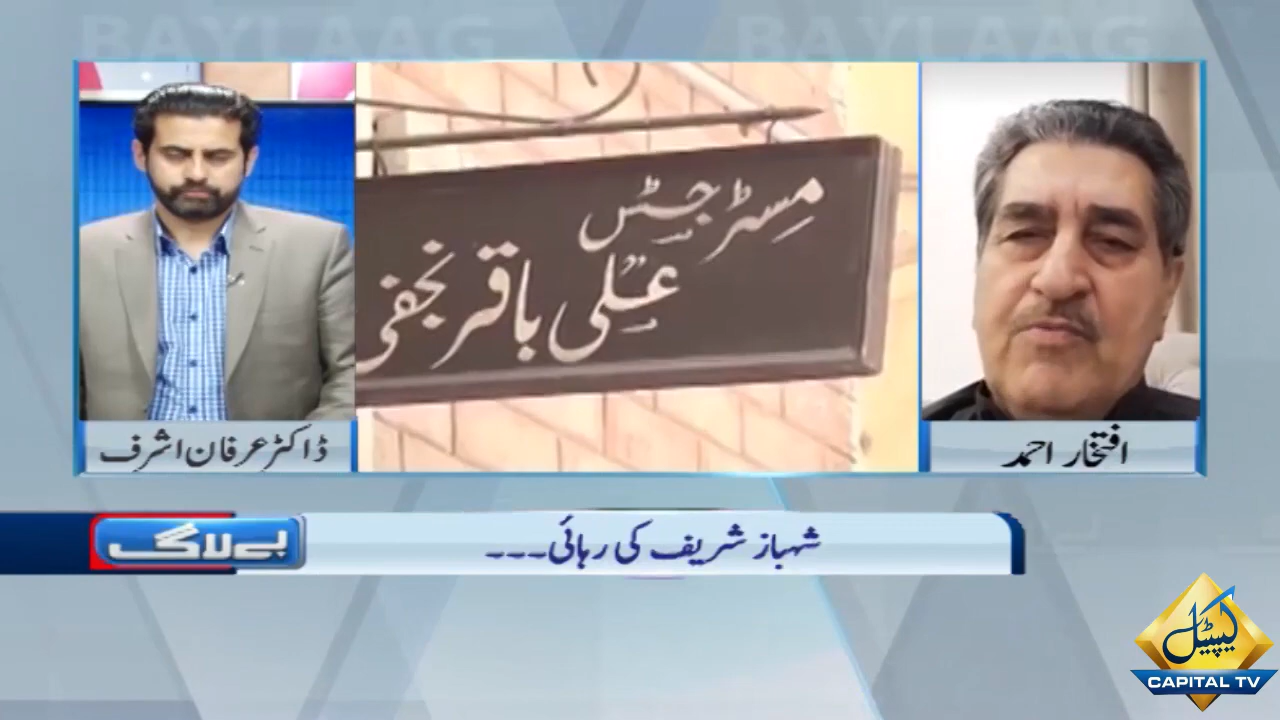 BAYLAAG BAYLAAG
مسٹر جسٹس
علی باقر نجفی
ڈاکٹر عرفان اشرف
افتخار احمد
بے لاگ
شہباز شریف کی رہائی۔۔۔
کیپیٹل
CAPITAL TV